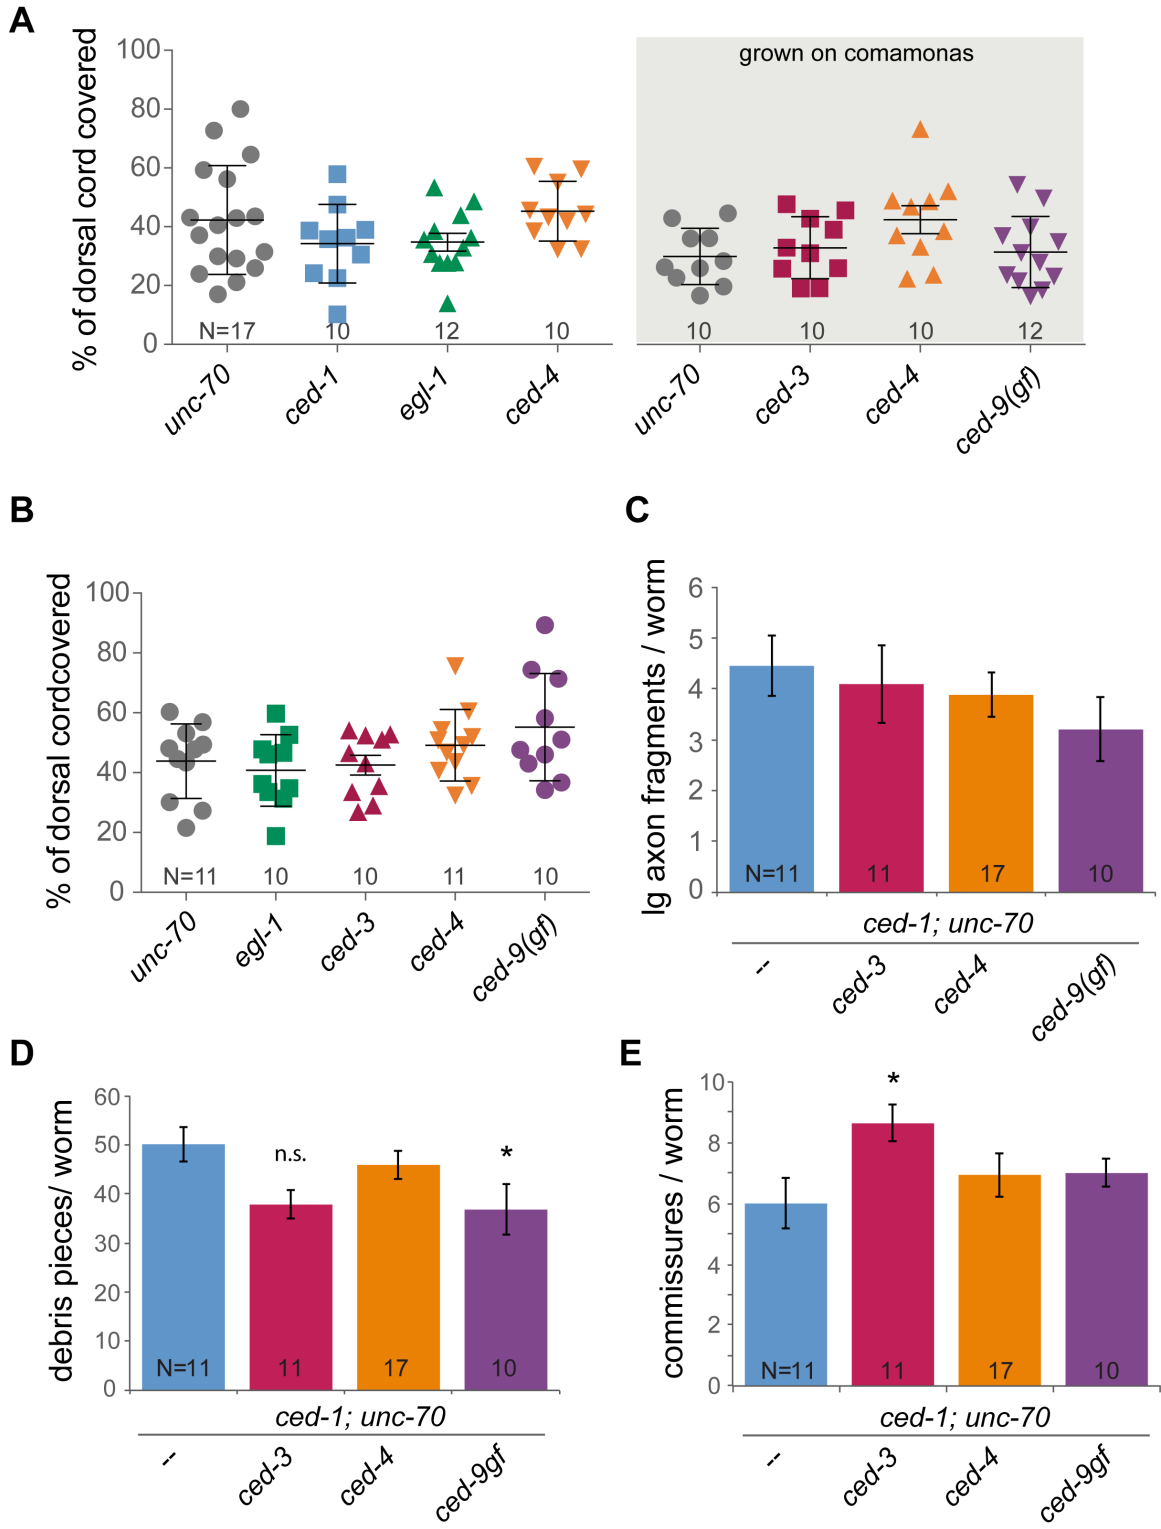 A
% of dorsal cord covered
100
80
60
40
20
0
N=17 10 12 10
unc-70 ced-1 egl-1 ced-4
grown on comamonas
10 10 10 12
unc-70 ced-3 ced-4 ced-9(gf)
B
% of dorsal cordcovered
100
80
60
40
20
0
N=11 10 10 11 10
unc-70 egl-1 ced-3 ced-4 ced-9(gf)
C
lg axon fragments / worm
6
5
4
3
2
1
0
N=11 11 17 10
ced-1; unc-70
-- ced-3 ced-4 ced-9(gf)
D
debris pieces/ worm
60
50
40
30
20
10
0
n.s. *
N=11 11 17 10
ced-1; unc-70
-- ced-3 ced-4 ced-9gf
E
commissures / worm
10
8
6
4
2
0
*
N=11 11 17 10
ced-1; unc-70
-- ced-3 ced-4 ced-9gf